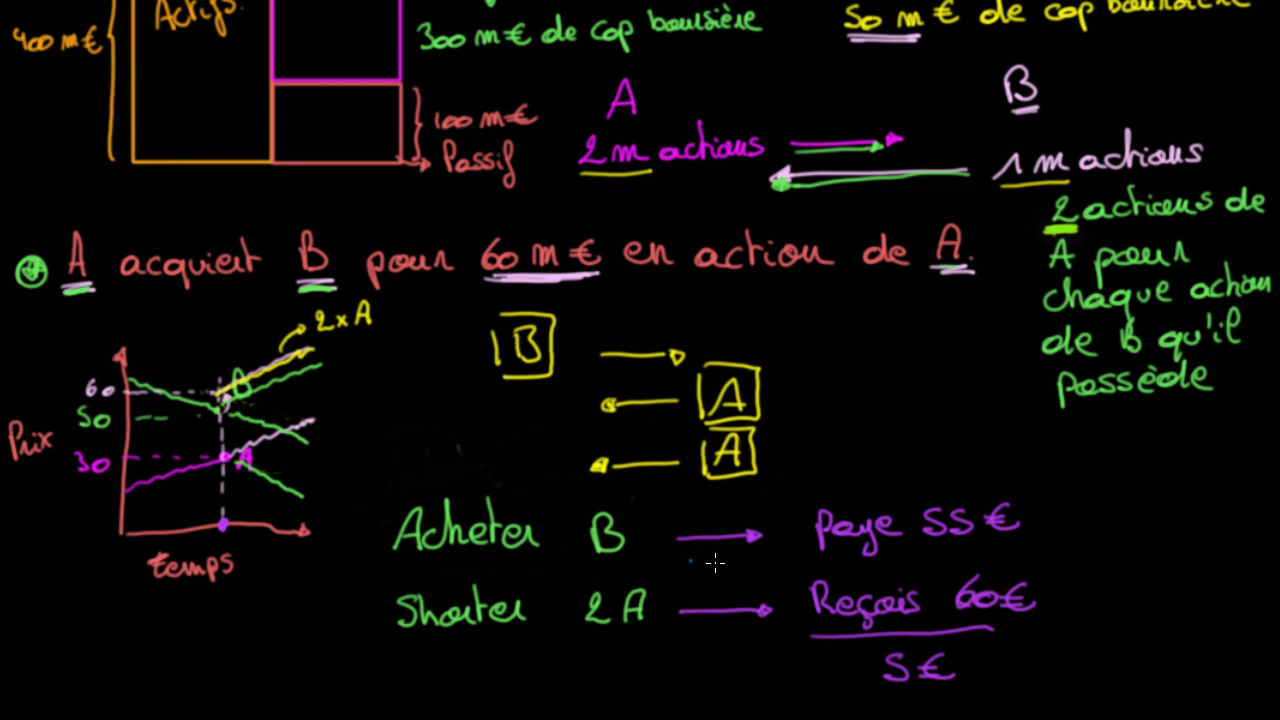 Actifs
400 m€
300 m€ de cap boursière
50 m€ de cap boursière
100 m€
Passif
A
2 m actions
B
1 m actions
2 actions de
A pour
chaque action
de B qu'il
possède
A acquiert B pour 60 m€ en action de A.
2 x A
B
60
50
Prix
30
A
temps
B
A
A
Acheter B
Paye 55€
Shorter 2A
Reçois 60€
5€